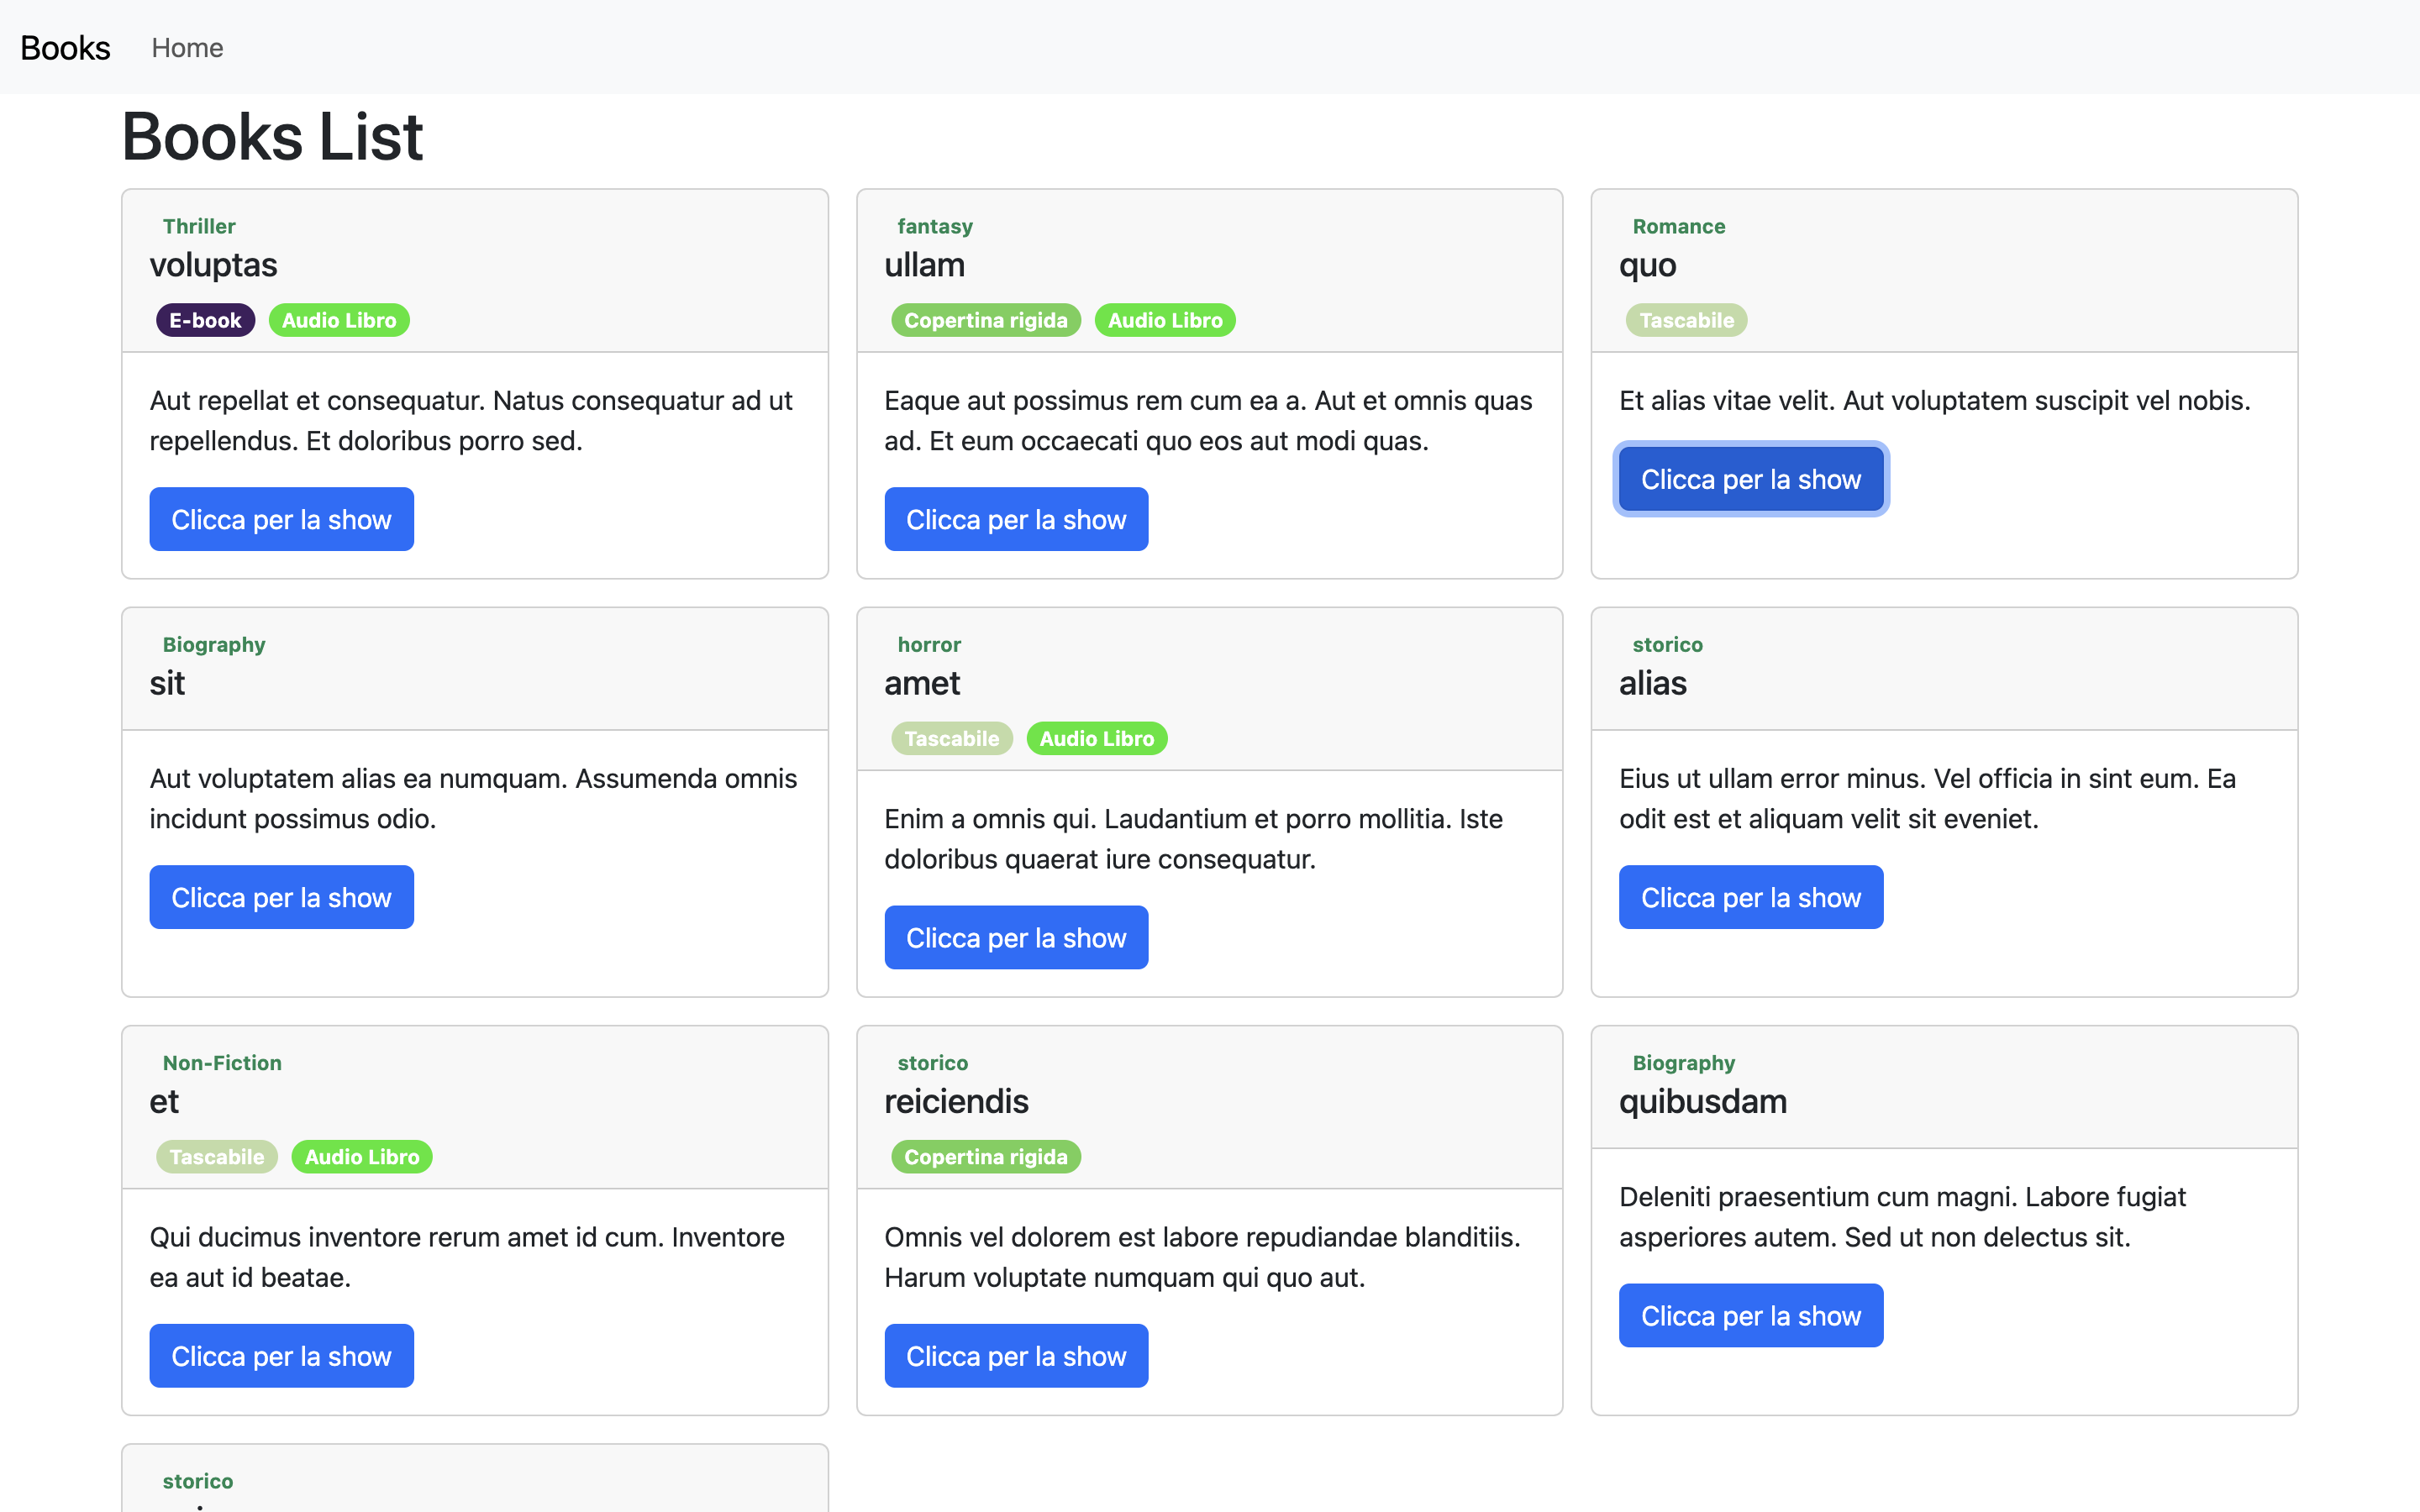 Books Home
Books List
Thriller
voluptas
E-book Audio Libro
Aut repellat et consequatur. Natus consequatur ad ut
repellendus. Et doloribus porro sed.
Clicca per la show
fantasy
ullam
Copertina rigida Audio Libro
Eaque aut possimus rem cum ea a. Aut et omnis quas
ad. Et eum occaecati quo eos aut modi quas.
Clicca per la show
Romance
quo
Tascabile
Et alias vitae velit. Aut voluptatem suscipit vel nobis.
Clicca per la show
Biography
sit
Aut voluptatem alias ea numquam. Assumenda omnis
incidunt possimus odio.
Clicca per la show
horror
amet
Tascabile Audio Libro
Enim a omnis qui. Laudantium et porro mollitia. Iste
doloribus quaerat iure consequatur.
Clicca per la show
storico
alias
Eius ut ullam error minus. Vel officia in sint eum. Ea
odit est et aliquam velit sit eveniet.
Clicca per la show
Non-Fiction
et
Tascabile Audio Libro
Qui ducimus inventore rerum amet id cum. Inventore
ea aut id beatae.
Clicca per la show
storico
reiciendis
Copertina rigida
Omnis vel dolorem est labore repudiandae blanditiis.
Harum voluptate numquam qui quo aut.
Clicca per la show
Biography
quibusdam
Deleniti praesentium cum magni. Labore fugiat
asperiores autem. Sed ut non delectus sit.
Clicca per la show
storico